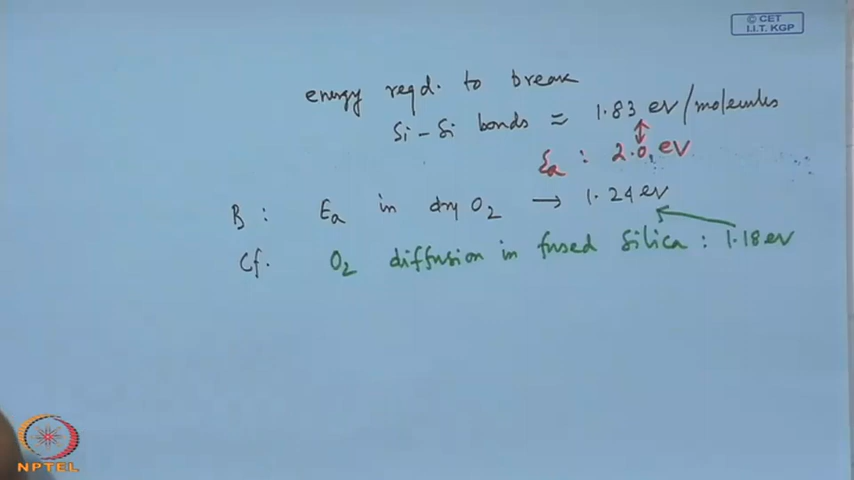 © CET
I.I.T. KGP
energy reqd. to break
Si - Si bonds ≈ 1.83 ev/molecules
Ea : 2.0 eV
B : Ea in dry O2 → 1.24 ev
Cf. O2 diffusion in fused Silica : 1.18 ev
NPTEL